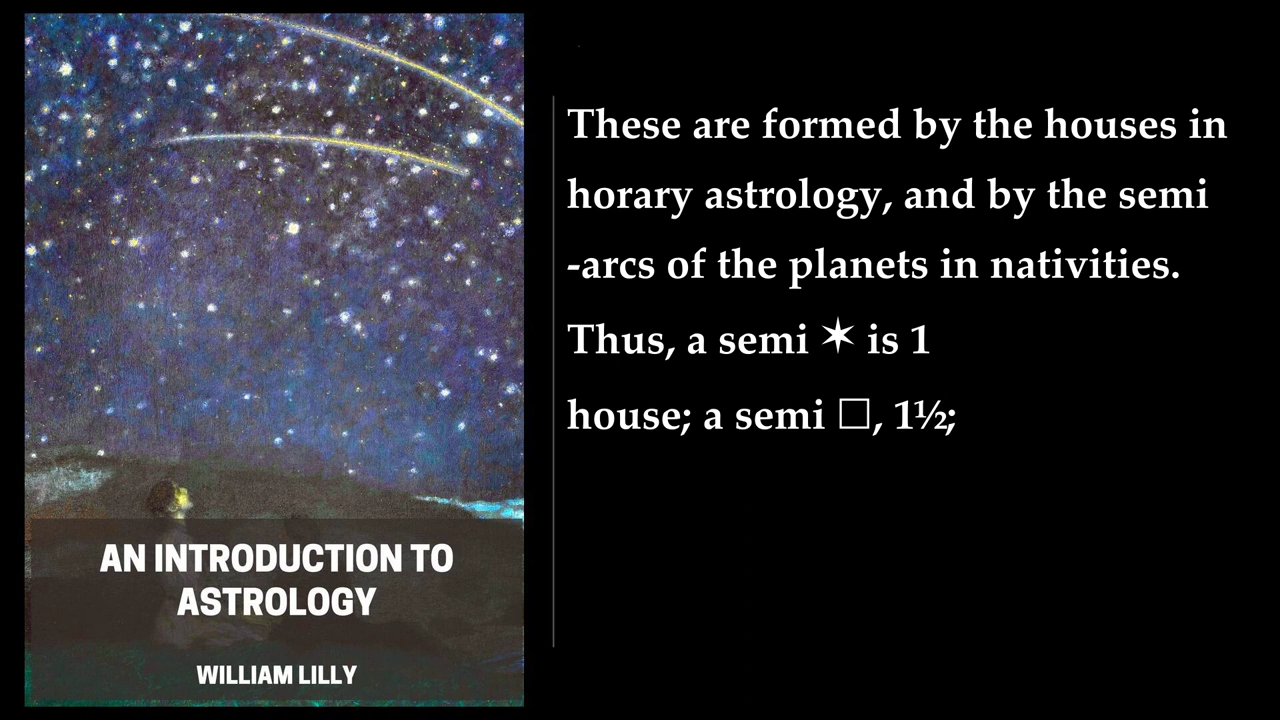 AN INTRODUCTION TO
ASTROLOGY
WILLIAM LILLY
These are formed by the houses in
horary astrology, and by the semi
-arcs of the planets in nativities.
Thus, a semi ✶ is 1
house; a semi □, 1½;